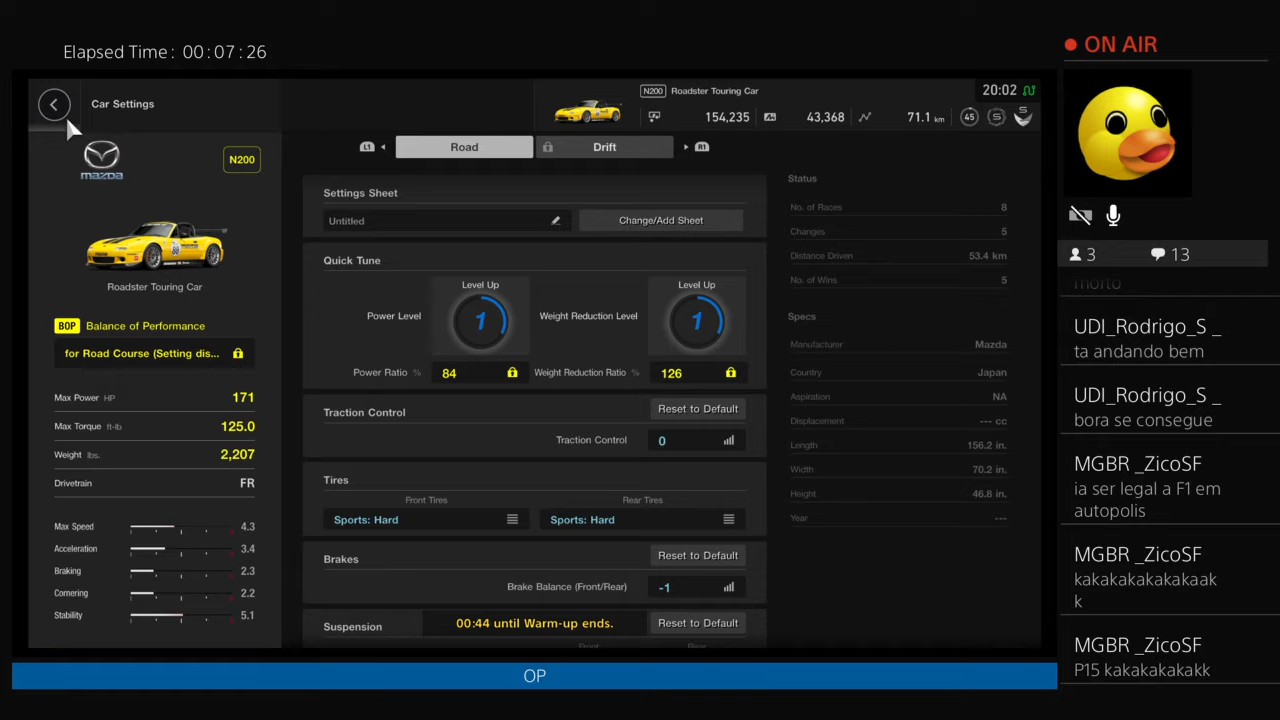 Elapsed Time: 00:07:26
ON AIR
Car Settings
N200 Roadster Touring Car
20:02
154,235
43,368
71.1 km
45
S
S
L1
Road
Drift
R1
mazda
N200
88
Roadster Touring Car
BOP Balance of Performance
for Road Course (Setting dis...
Max Power HP 171
Max Torque ft-lb 125.0
Weight lbs. 2,207
Drivetrain FR
Max Speed 4.3
Acceleration 3.4
Braking 2.3
Cornering 2.2
Stability 5.1
Settings Sheet
Untitled
Change/Add Sheet
Quick Tune
Power Level
Level Up
1
Weight Reduction Level
Level Up
1
Power Ratio % 84
Weight Reduction Ratio % 126
Traction Control
Reset to Default
Traction Control 0
Tires
Front Tires
Rear Tires
Sports: Hard
Sports: Hard
Brakes
Reset to Default
Brake Balance (Front/Rear) -1
Suspension
00:44 until Warm-up ends.
Reset to Default
Front
Rear
Status
No. of Races 8
Changes 5
Distance Driven 53.4 km
No. of Wins 5
Specs
Manufacturer Mazda
Country Japan
Aspiration NA
Displacement --- cc
Length 156.2 in.
Width 70.2 in.
Height 46.8 in.
Year ---
3
13
morto
UDI_Rodrigo_S _
ta andando bem
UDI_Rodrigo_S _
bora se consegue
MGBR _ZicoSF
ia ser legal a F1 em
autopolis
MGBR _ZicoSF
kakakakakakakaak
k
MGBR _ZicoSF
P15 kakakakakakk
OP